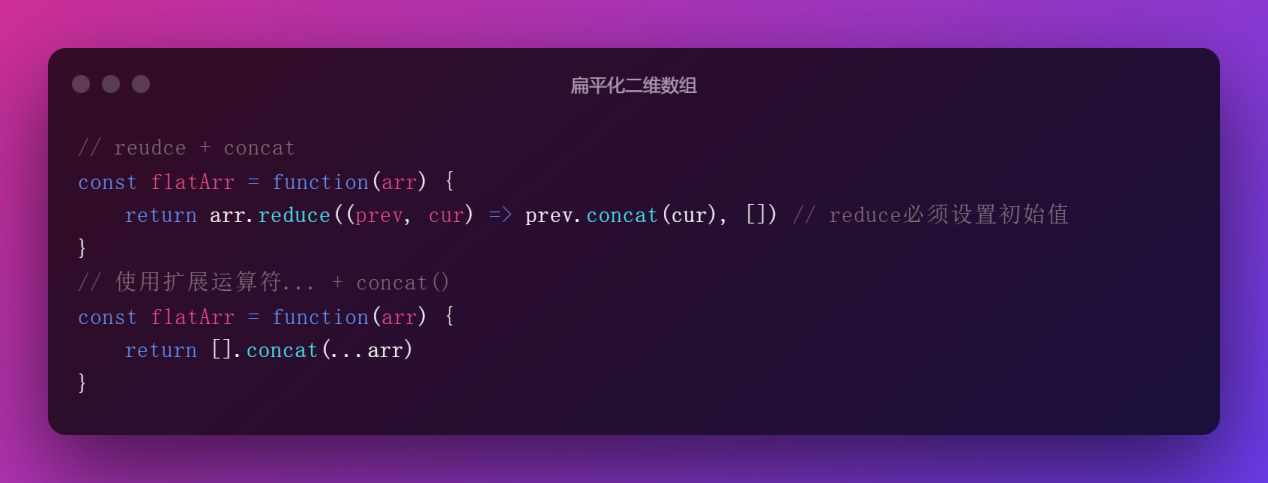 扁平化二维数组
// reudce + concat
const flatArr = function(arr) {
    return arr.reduce((prev, cur) => prev.concat(cur), []) // reduce必须设置初始值
}
// 使用扩展运算符... + concat()
const flatArr = function(arr) {
    return [].concat(...arr)
}